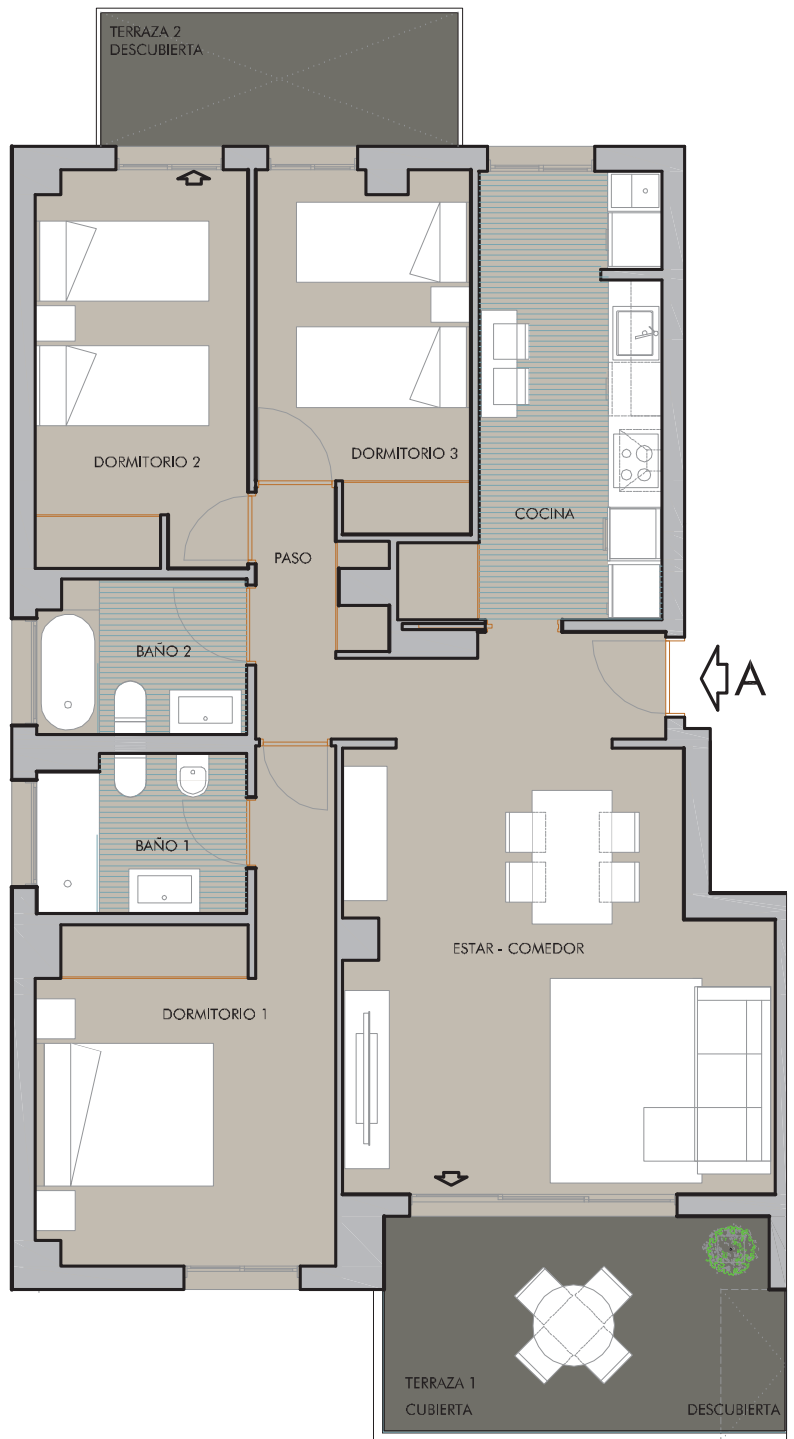 TERRAZA 2
DESCUBIERTA
DORMITORIO 2
DORMITORIO 3
COCINA
PASO
BAÑO 2
A
BAÑO 1
ESTAR - COMEDOR
DORMITORIO 1
TERRAZA 1
CUBIERTA
DESCUBIERTA